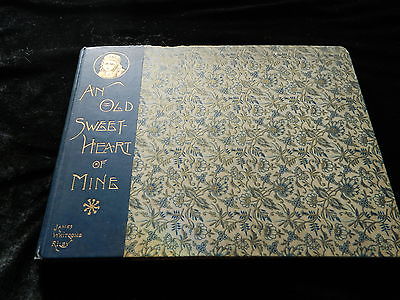 AN
OLD
SWEET-
HEART
OF
MINE
JAMES
WHITCOMB
RILEY